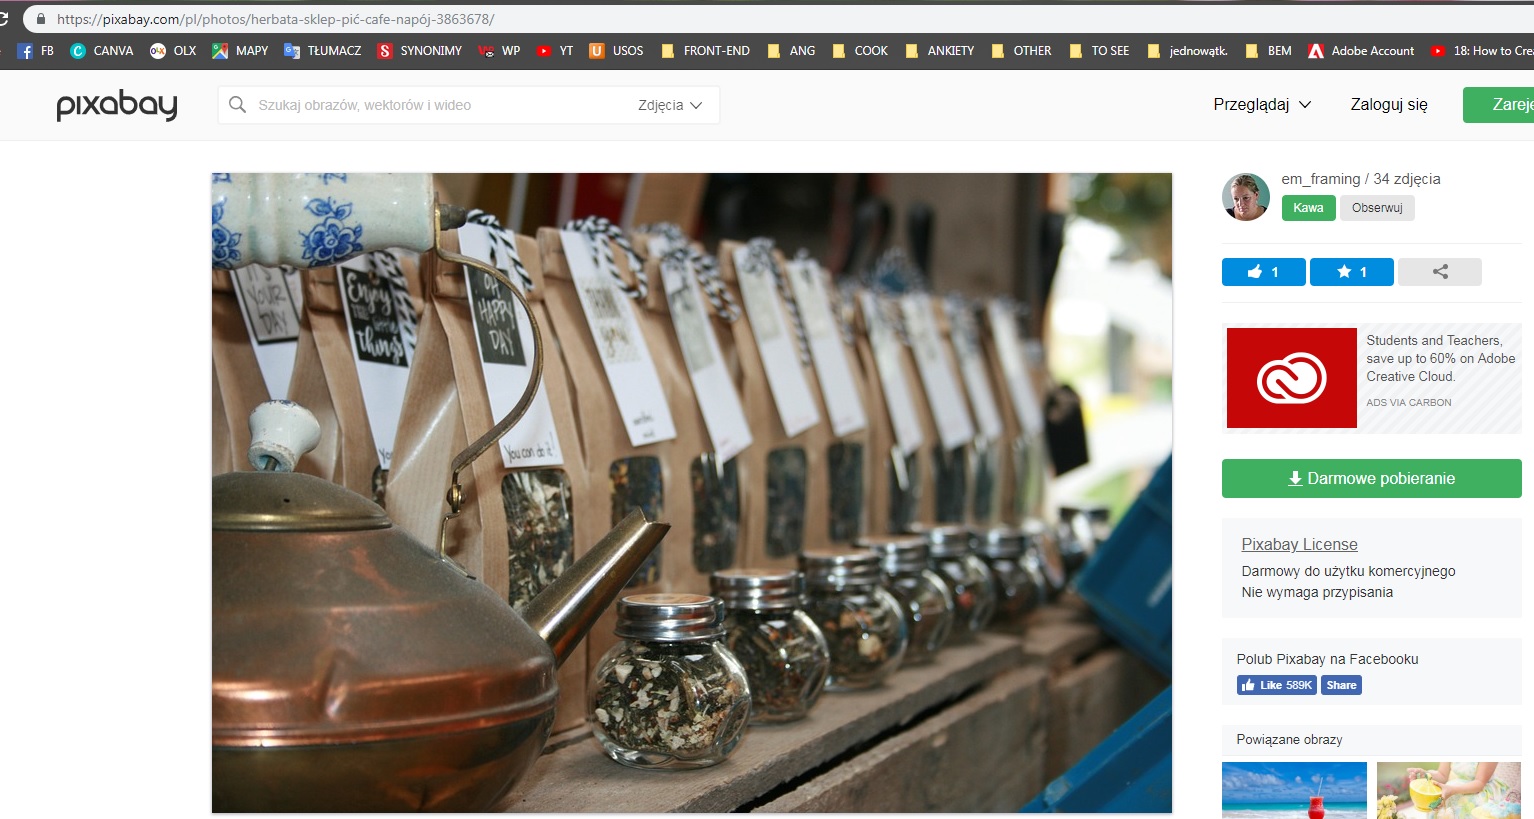 https://pixabay.com/pl/photos/herbata-sklep-pić-cafe-napój-3863678/
FB CANVA OLX MAPY TŁUMACZ SYNONIMY WP YT USOS FRONT-END ANG COOK ANKIETY OTHER TO SEE jednowątk. BEM Adobe Account 18: How to Crea
pixabay
Szukaj obrazów, wektorów i wideo
Zdjęcia
Przeglądaj
Zaloguj się
Zareje
em_framing / 34 zdjęcia
Kawa
Obserwuj
1
1
Students and Teachers,
save up to 60% on Adobe
Creative Cloud.
ADS VIA CARBON
Darmowe pobieranie
Pixabay License
Darmowy do użytku komercyjnego
Nie wymaga przypisania
Polub Pixabay na Facebooku
Like 589K
Share
Powiązane obrazy
YOUR
DAY
Enjoy
things
OH
HAPPY
DAY
You can do it!